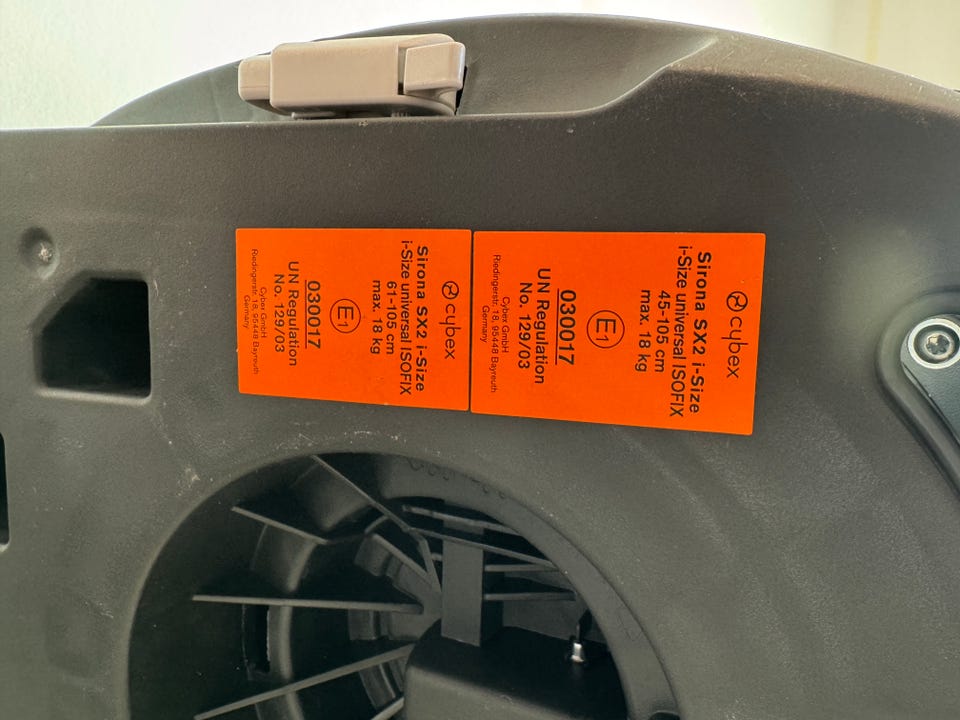 cybex
Sirona SX2 i-Size
i-Size universal ISOFIX
61-105 cm
max. 18 kg
E1
030017
UN Regulation
No. 129/03
Cybex GmbH
Riedingerstr. 18, 95448 Bayreuth
Germany
cybex
Sirona SX2 i-Size
i-Size universal ISOFIX
45-105 cm
max. 18 kg
E1
030017
UN Regulation
No. 129/03
Cybex GmbH
Riedingerstr. 18, 95448 Bayreuth
Germany